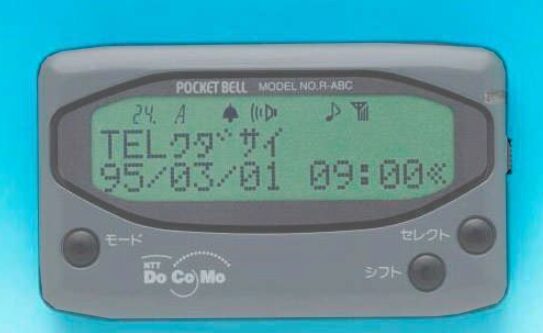 POCKET BELL MODEL NO.R-ABC
24. A
TELクダサイ
95/03/01 09:00≪
モード
セレクト
シフト
NTT
DoCoMo